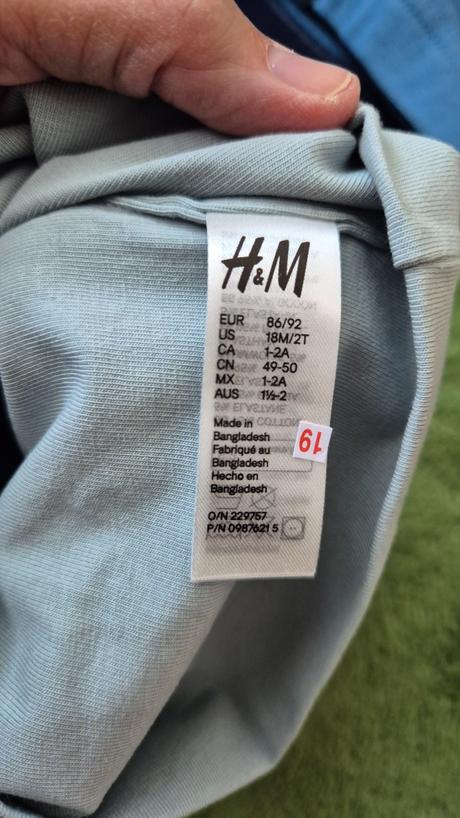 H&M
EUR 86/92
US 18M/2T
CA 1-2A
CN 49-50
MX 1-2A
AUS 1½-2
Made in
Bangladesh
Fabriqué au
Bangladesh
Hecho en
Bangladesh
19
O/N 229757
P/N 0987621 5